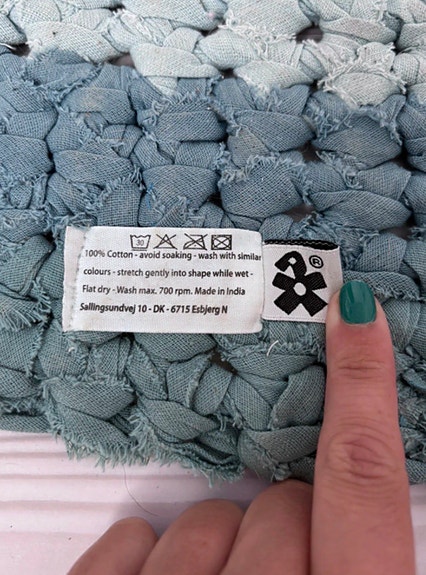 30
100% Cotton - avoid soaking - wash with similar
colours - stretch gently into shape while wet -
Flat dry - Wash max. 700 rpm. Made in India
Sallingsundvej 10 - DK - 6715 Esbjerg N
®